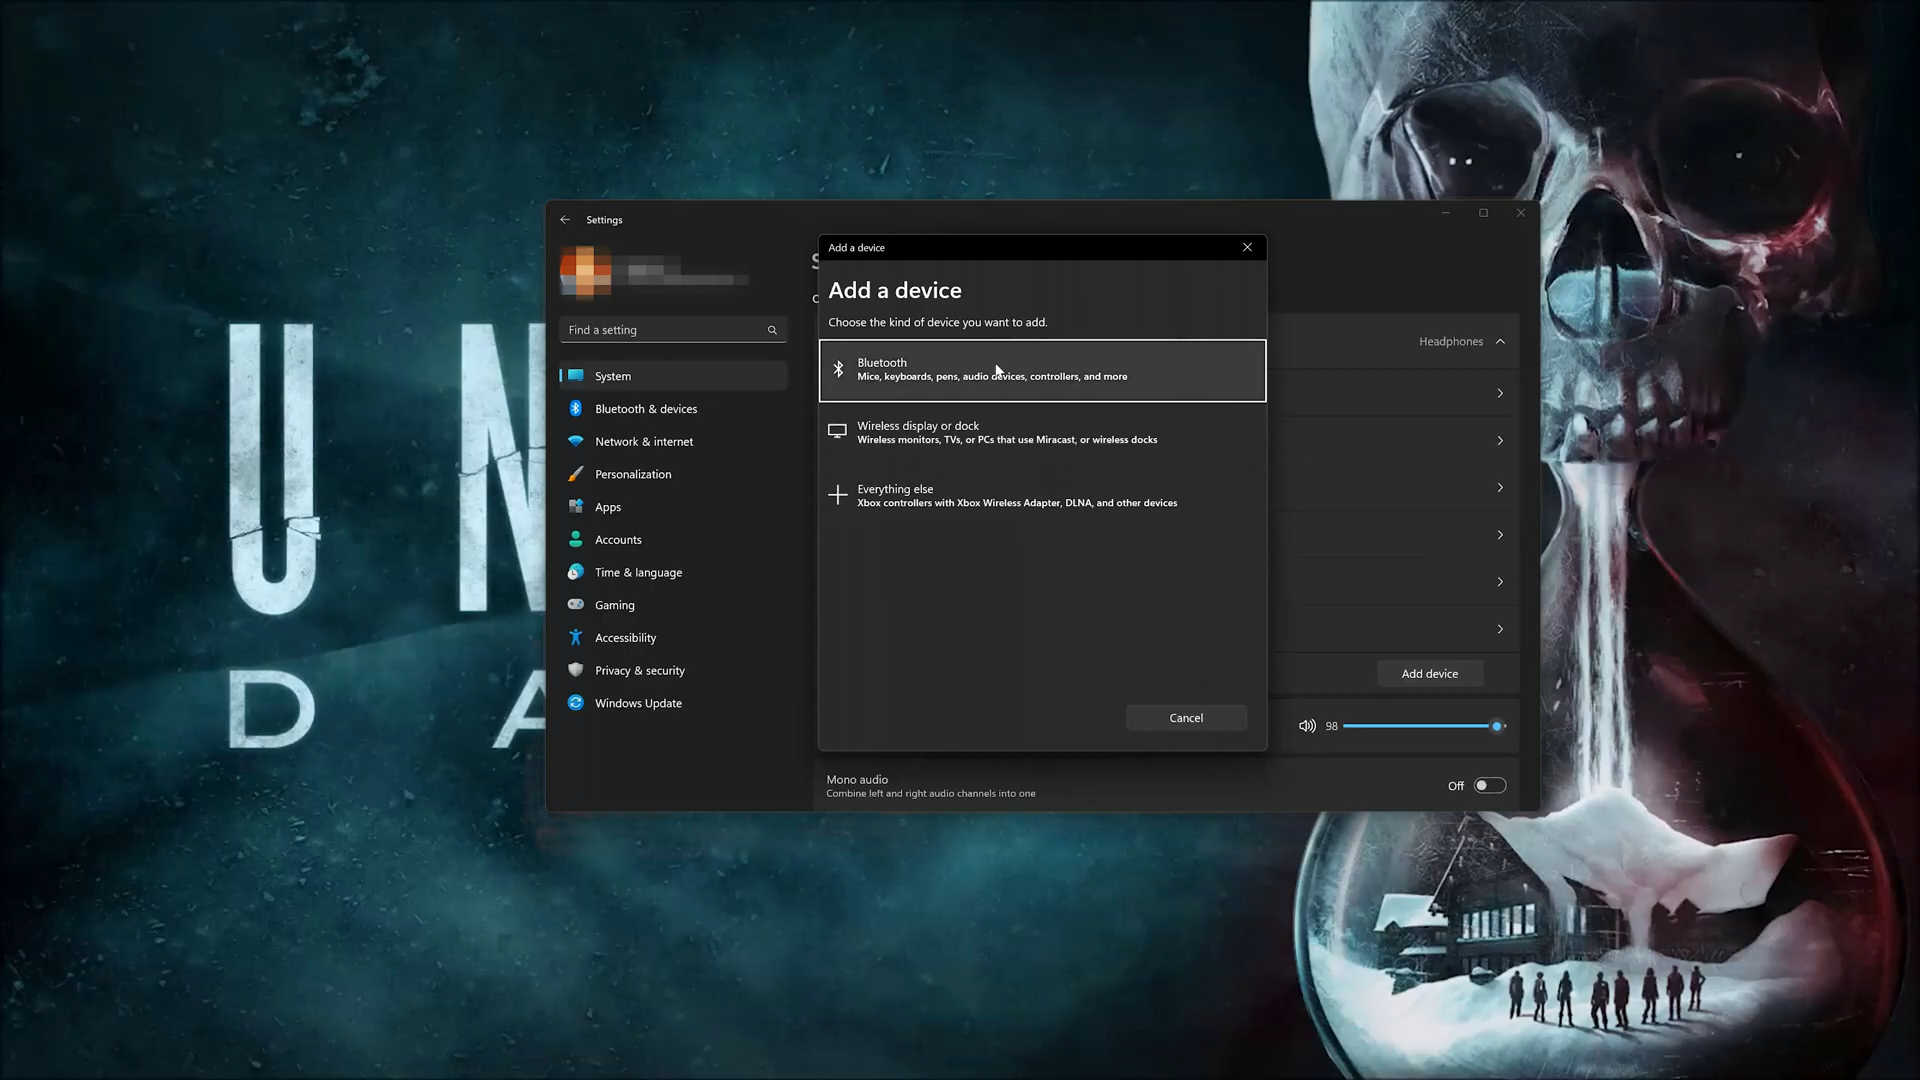 Settings
Add a device
Add a device
Choose the kind of device you want to add.
Find a setting
Headphones
Bluetooth
Mice, keyboards, pens, audio devices, controllers, and more
System
Bluetooth & devices
Wireless display or dock
Wireless monitors, TVs, or PCs that use Miracast, or wireless docks
Network & internet
Personalization
Everything else
Xbox controllers with Xbox Wireless Adapter, DLNA, and other devices
Apps
Accounts
Time & language
Gaming
Accessibility
Privacy & security
Add device
Windows Update
Cancel
98
Mono audio
Combine left and right audio channels into one
Off
U N
D A